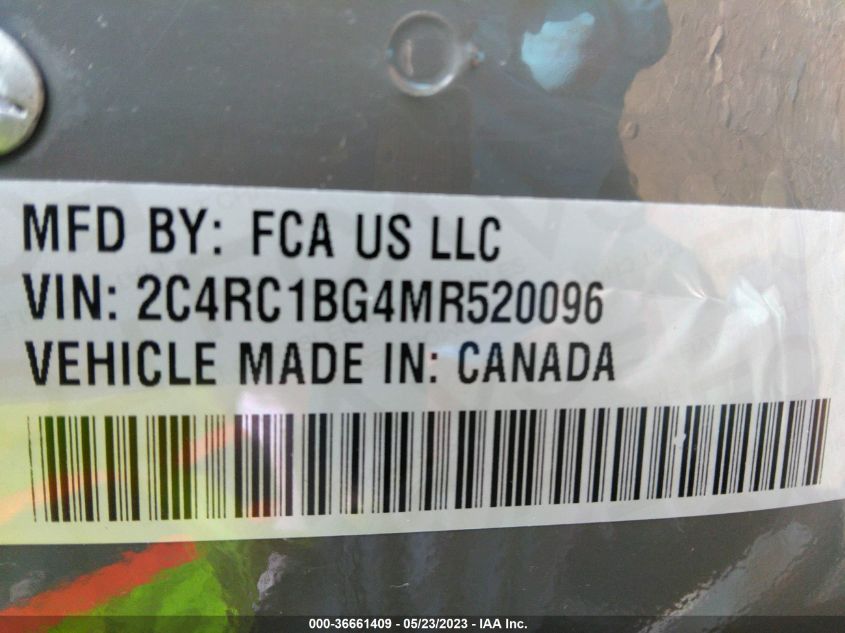 MFD BY: FCA US LLC
VIN: 2C4RC1BG4MR520096
VEHICLE MADE IN: CANADA
000-36661409 - 05/23/2023 - IAA Inc.